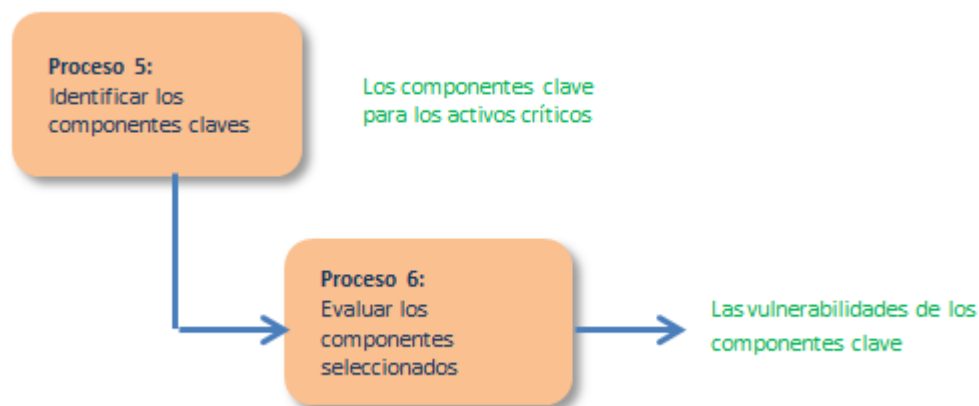 Proceso 5:
Identificar los
componentes claves
Los componentes clave
para los activos críticos
Proceso 6:
Evaluar los
componentes
seleccionados
Las vulnerabilidades de los
componentes clave